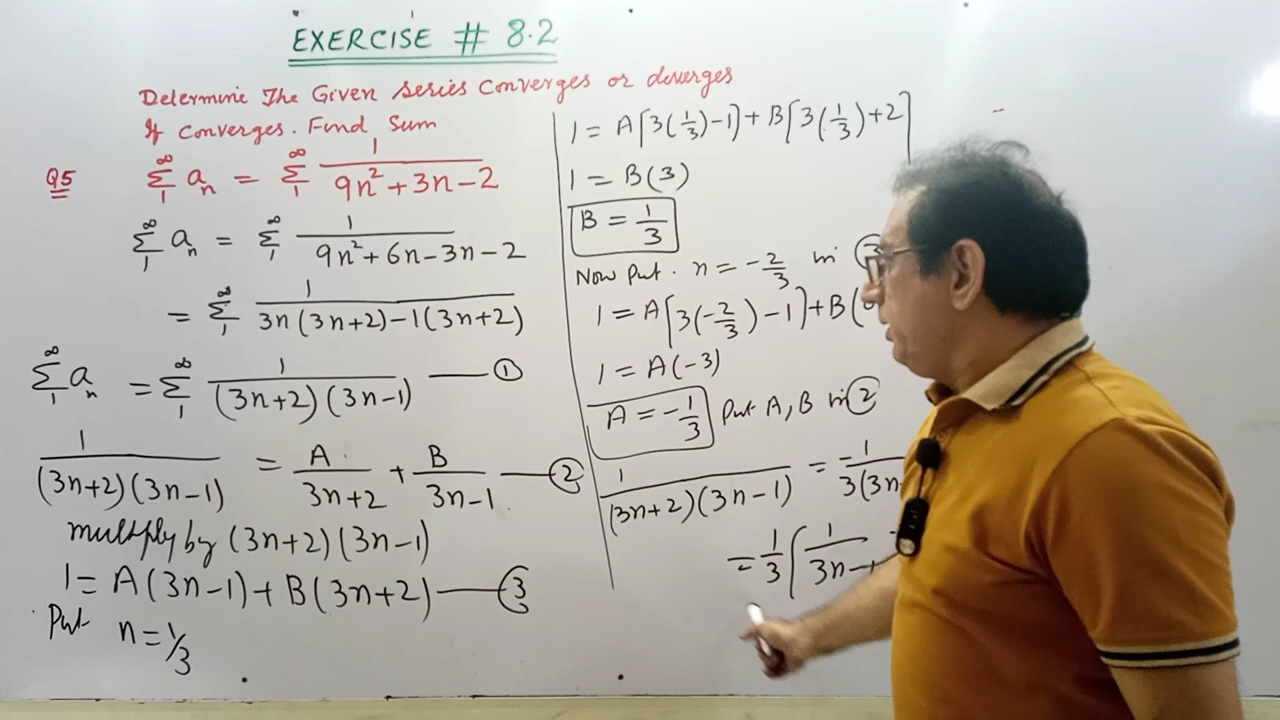 EXERCISE # 8.2
Determine The Given Series Converges or diverges
If Converges. Find Sum
Q5 ∞Σ1 aₙ = ∞Σ1 1/(9n²+3n−2)
∞Σ1 aₙ = ∞Σ1 1/(9n²+6n−3n−2)
= ∞Σ1 1/(3n(3n+2)−1(3n+2))
∞Σ1 aₙ = ∞Σ1 1/((3n+2)(3n−1)) — ①
1/((3n+2)(3n−1)) = A/(3n+2) + B/(3n−1) — ②
multiply by (3n+2)(3n−1)
1 = A(3n−1) + B(3n+2) — ③
Put n = 1/3
1 = A[3(1/3)−1] + B[3(1/3)+2]
1 = B(3)
B = 1/3
Now Put. n = −2/3 in ③
1 = A[3(−2/3)−1] + B(
1 = A(−3)
A = −1/3 Put A, B in ②
1/((3n+2)(3n−1)) = −1/3(3n
= 1/3[1/(3n−1